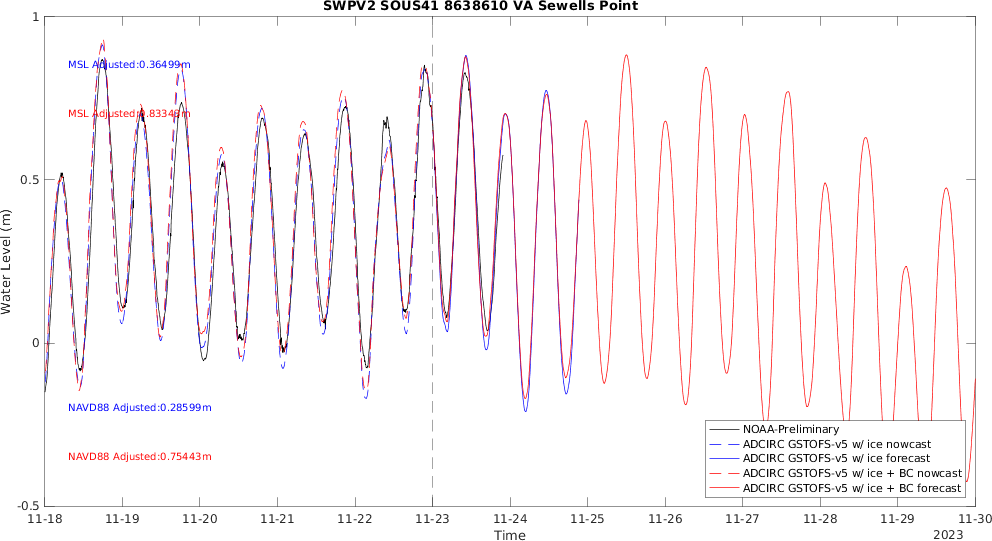 SWPV2 SOUS41 8638610 VA Sewells Point
1
MSL Adjusted:0.36499m
MSL Adjusted:0.83343m
0.5
Water Level (m)
0
NAVD88 Adjusted:0.28599m
NAVD88 Adjusted:0.75443m
NOAA-Preliminary
ADCIRC GSTOFS-v5 w/ ice nowcast
ADCIRC GSTOFS-v5 w/ ice forecast
ADCIRC GSTOFS-v5 w/ ice + BC nowcast
ADCIRC GSTOFS-v5 w/ ice + BC forecast
-0.5
11-18 11-19 11-20 11-21 11-22 11-23 11-24 11-25 11-26 11-27 11-28 11-29 11-30
Time
2023